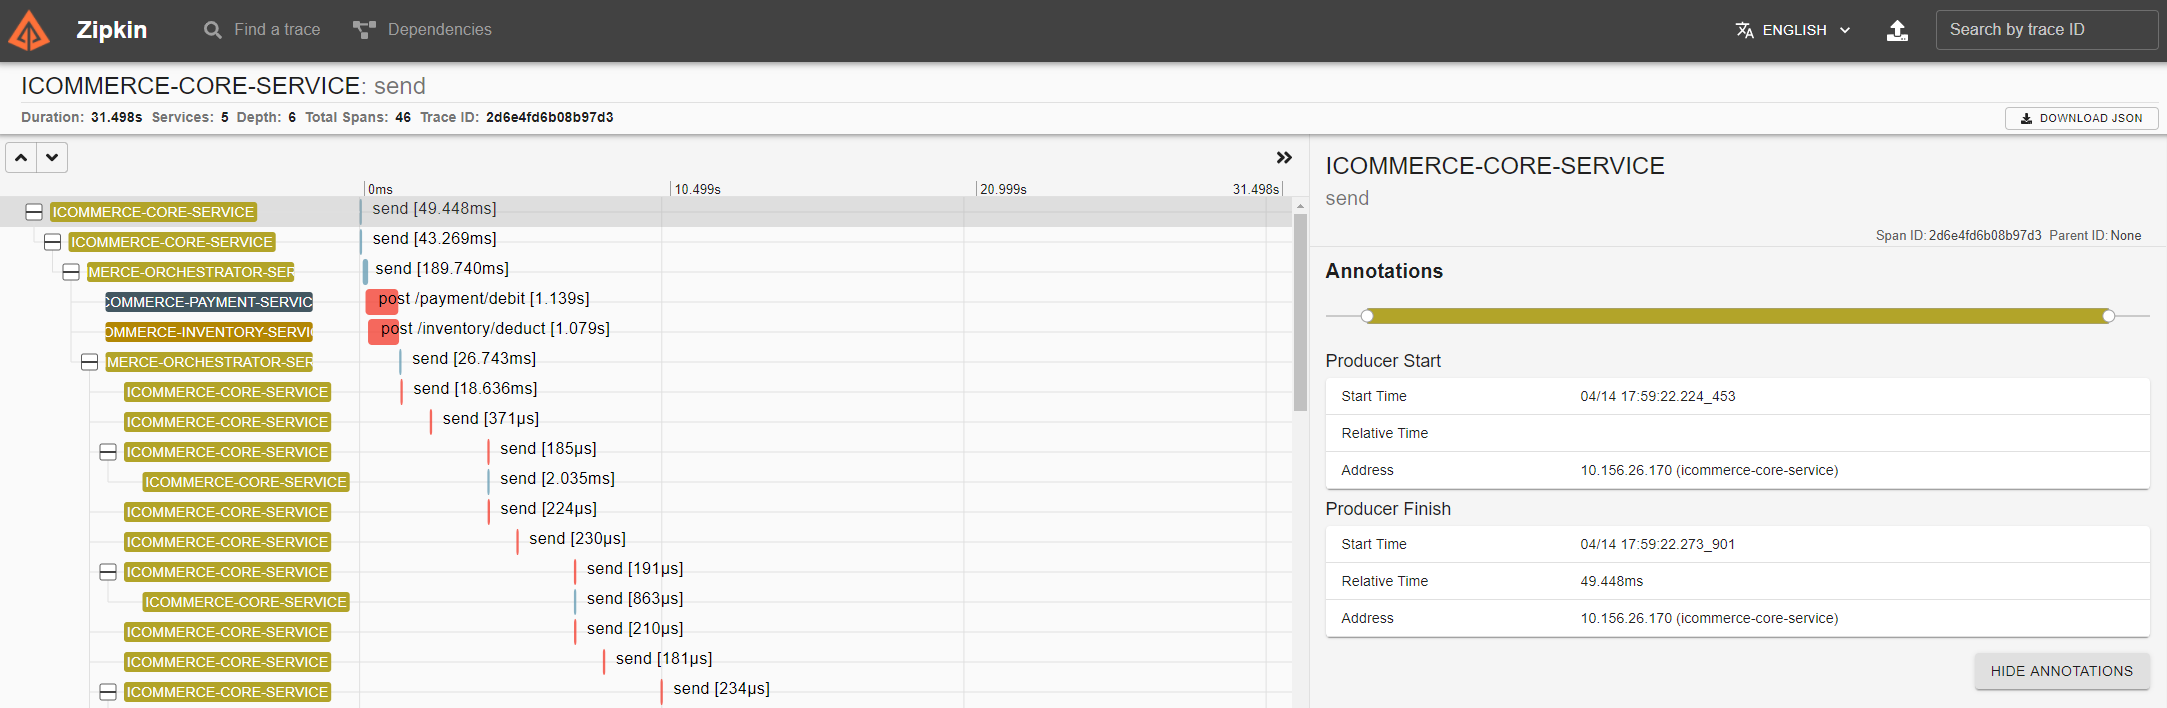 Zipkin Find a trace Dependencies ENGLISH Search by trace ID
ICOMMERCE-CORE-SERVICE: send
Duration: 31.498s Services: 5 Depth: 6 Total Spans: 46 Trace ID: 2d6e4fd6b08b97d3 DOWNLOAD JSON
0ms 10.499s 20.999s 31.498s
ICOMMERCE-CORE-SERVICE send [49.448ms]
ICOMMERCE-CORE-SERVICE send [43.269ms]
MERCE-ORCHESTRATOR-SER send [189.740ms]
COMMERCE-PAYMENT-SERVIC post /payment/debit [1.139s]
OMMERCE-INVENTORY-SERVI post /inventory/deduct [1.079s]
MERCE-ORCHESTRATOR-SER send [26.743ms]
ICOMMERCE-CORE-SERVICE send [18.636ms]
ICOMMERCE-CORE-SERVICE send [371μs]
ICOMMERCE-CORE-SERVICE send [185μs]
ICOMMERCE-CORE-SERVICE send [2.035ms]
ICOMMERCE-CORE-SERVICE send [224μs]
ICOMMERCE-CORE-SERVICE send [230μs]
ICOMMERCE-CORE-SERVICE send [191μs]
ICOMMERCE-CORE-SERVICE send [863μs]
ICOMMERCE-CORE-SERVICE send [210μs]
ICOMMERCE-CORE-SERVICE send [181μs]
ICOMMERCE-CORE-SERVICE send [234μs]
ICOMMERCE-CORE-SERVICE
send
Span ID: 2d6e4fd6b08b97d3 Parent ID: None
Annotations
Producer Start
Start Time 04/14 17:59:22.224_453
Relative Time
Address 10.156.26.170 (icommerce-core-service)
Producer Finish
Start Time 04/14 17:59:22.273_901
Relative Time 49.448ms
Address 10.156.26.170 (icommerce-core-service)
HIDE ANNOTATIONS